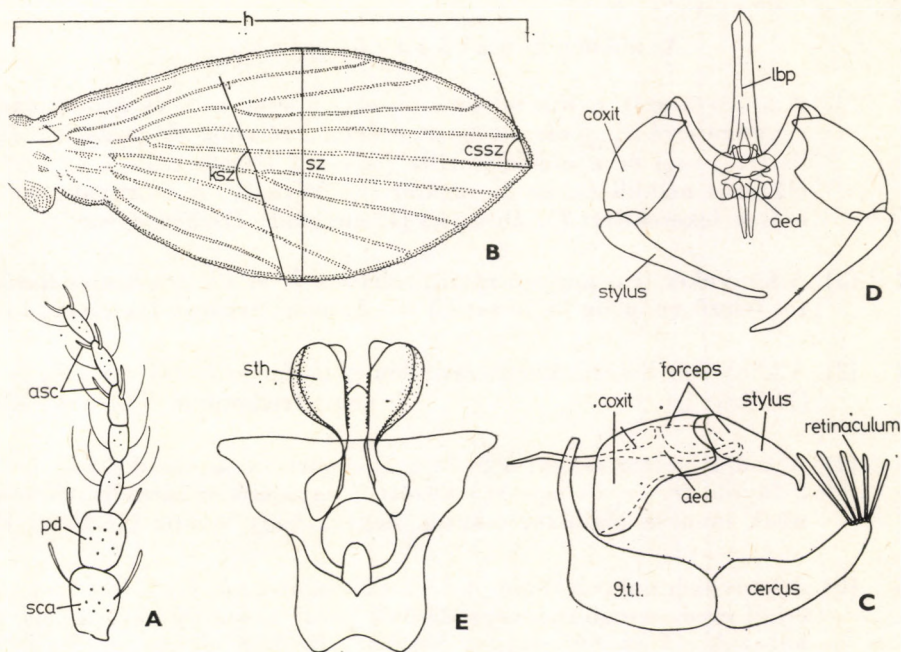 h
lbp
coxit
cssz
ksz
sz
B
aed
stylus
D
asc
sth
forceps
coxit
stylus
retinaculum
aed
pd
sca
A
E
9.t.l.
cercus
C